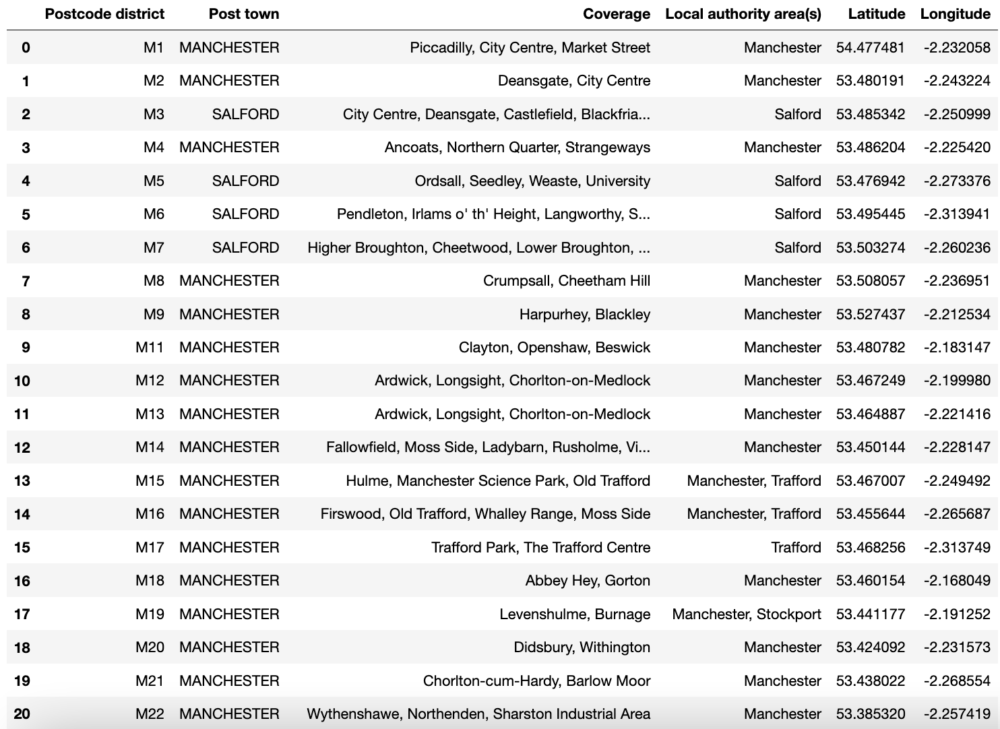 Postcode district Post town Coverage Local authority area(s) Latitude Longitude
0 M1 MANCHESTER Piccadilly, City Centre, Market Street Manchester 54.477481 -2.232058
1 M2 MANCHESTER Deansgate, City Centre Manchester 53.480191 -2.243224
2 M3 SALFORD City Centre, Deansgate, Castlefield, Blackfria... Salford 53.485342 -2.250999
3 M4 MANCHESTER Ancoats, Northern Quarter, Strangeways Manchester 53.486204 -2.225420
4 M5 SALFORD Ordsall, Seedley, Weaste, University Salford 53.476942 -2.273376
5 M6 SALFORD Pendleton, Irlams o' th' Height, Langworthy, S... Salford 53.495445 -2.313941
6 M7 SALFORD Higher Broughton, Cheetwood, Lower Broughton, ... Salford 53.503274 -2.260236
7 M8 MANCHESTER Crumpsall, Cheetham Hill Manchester 53.508057 -2.236951
8 M9 MANCHESTER Harpurhey, Blackley Manchester 53.527437 -2.212534
9 M11 MANCHESTER Clayton, Openshaw, Beswick Manchester 53.480782 -2.183147
10 M12 MANCHESTER Ardwick, Longsight, Chorlton-on-Medlock Manchester 53.467249 -2.199980
11 M13 MANCHESTER Ardwick, Longsight, Chorlton-on-Medlock Manchester 53.464887 -2.221416
12 M14 MANCHESTER Fallowfield, Moss Side, Ladybarn, Rusholme, Vi... Manchester 53.450144 -2.228147
13 M15 MANCHESTER Hulme, Manchester Science Park, Old Trafford Manchester, Trafford 53.467007 -2.249492
14 M16 MANCHESTER Firswood, Old Trafford, Whalley Range, Moss Side Manchester, Trafford 53.455644 -2.265687
15 M17 MANCHESTER Trafford Park, The Trafford Centre Trafford 53.468256 -2.313749
16 M18 MANCHESTER Abbey Hey, Gorton Manchester 53.460154 -2.168049
17 M19 MANCHESTER Levenshulme, Burnage Manchester, Stockport 53.441177 -2.191252
18 M20 MANCHESTER Didsbury, Withington Manchester 53.424092 -2.231573
19 M21 MANCHESTER Chorlton-cum-Hardy, Barlow Moor Manchester 53.438022 -2.268554
20 M22 MANCHESTER Wythenshawe, Northenden, Sharston Industrial Area Manchester 53.385320 -2.257419